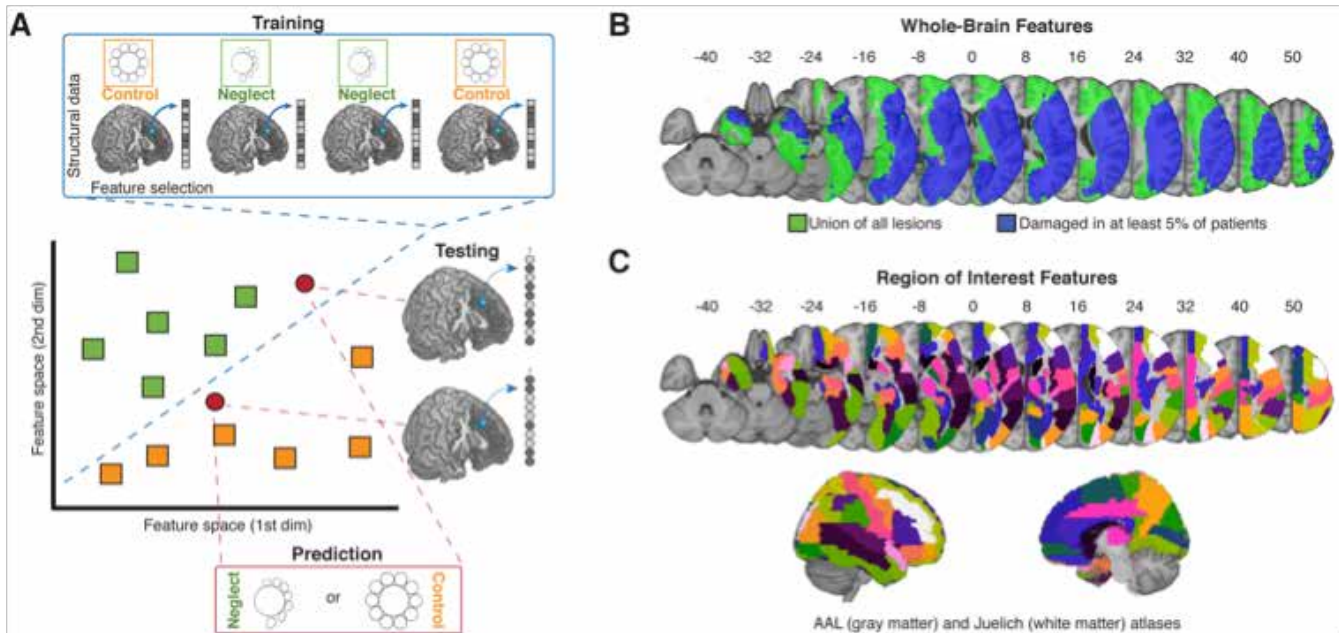 A
Training
Control
Neglect
Neglect
Control
Structural data
Feature selection
Testing
?
?
Feature space (2nd dim)
Feature space (1st dim)
Prediction
Neglect
or
Control
B
Whole-Brain Features
-40 -32 -24 -16 -8 0 8 16 24 32 40 50
Union of all lesions
Damaged in at least 5% of patients
C
Region of Interest Features
-40 -32 -24 -16 -8 0 8 16 24 32 40 50
AAL (gray matter) and Juelich (white matter) atlases